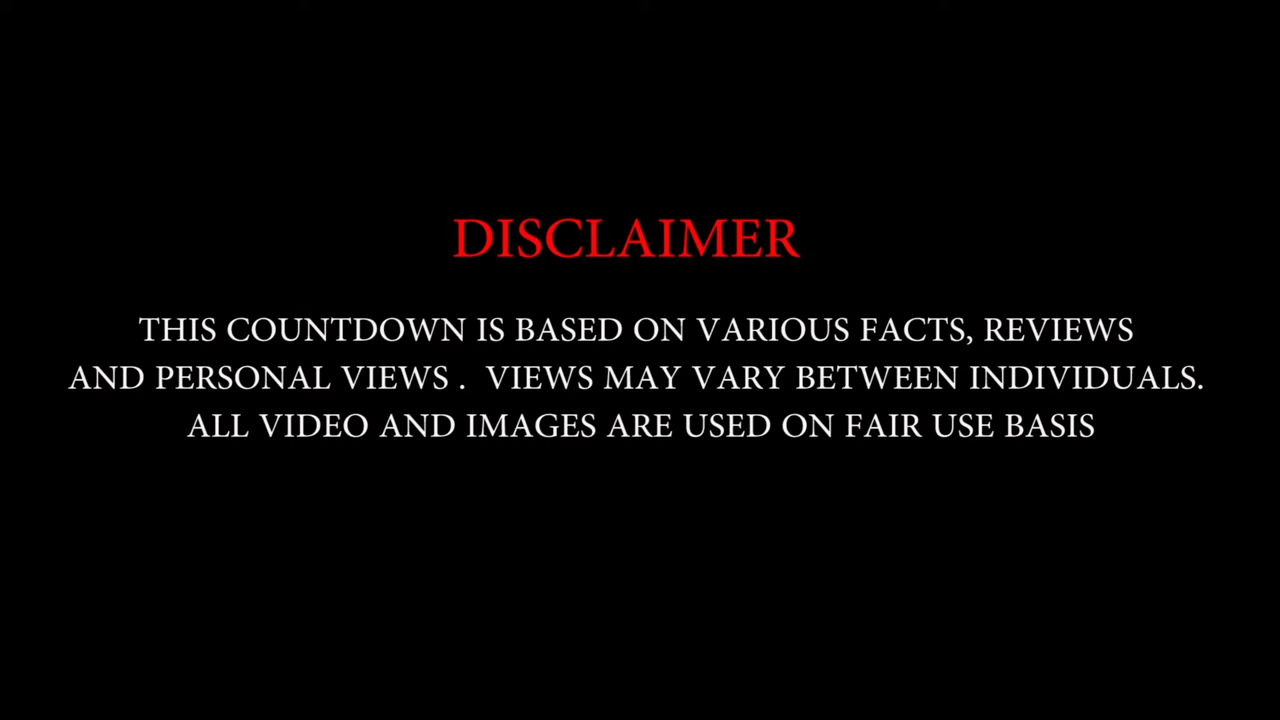 DISCLAIMER
THIS COUNTDOWN IS BASED ON VARIOUS FACTS, REVIEWS
AND PERSONAL VIEWS .  VIEWS MAY VARY BETWEEN INDIVIDUALS.
ALL VIDEO AND IMAGES ARE USED ON FAIR USE BASIS